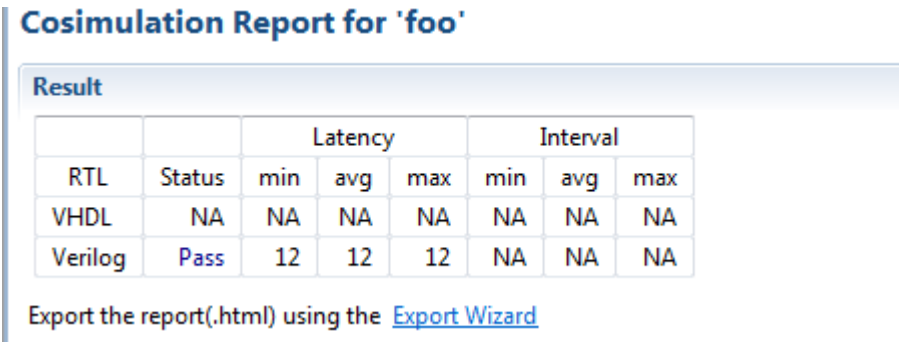 Cosimulation Report for 'foo'
Result
Latency Interval
RTL Status min avg max min avg max
VHDL NA NA NA NA NA NA NA
Verilog Pass 12 12 12 NA NA NA
Export the report(.html) using the Export Wizard